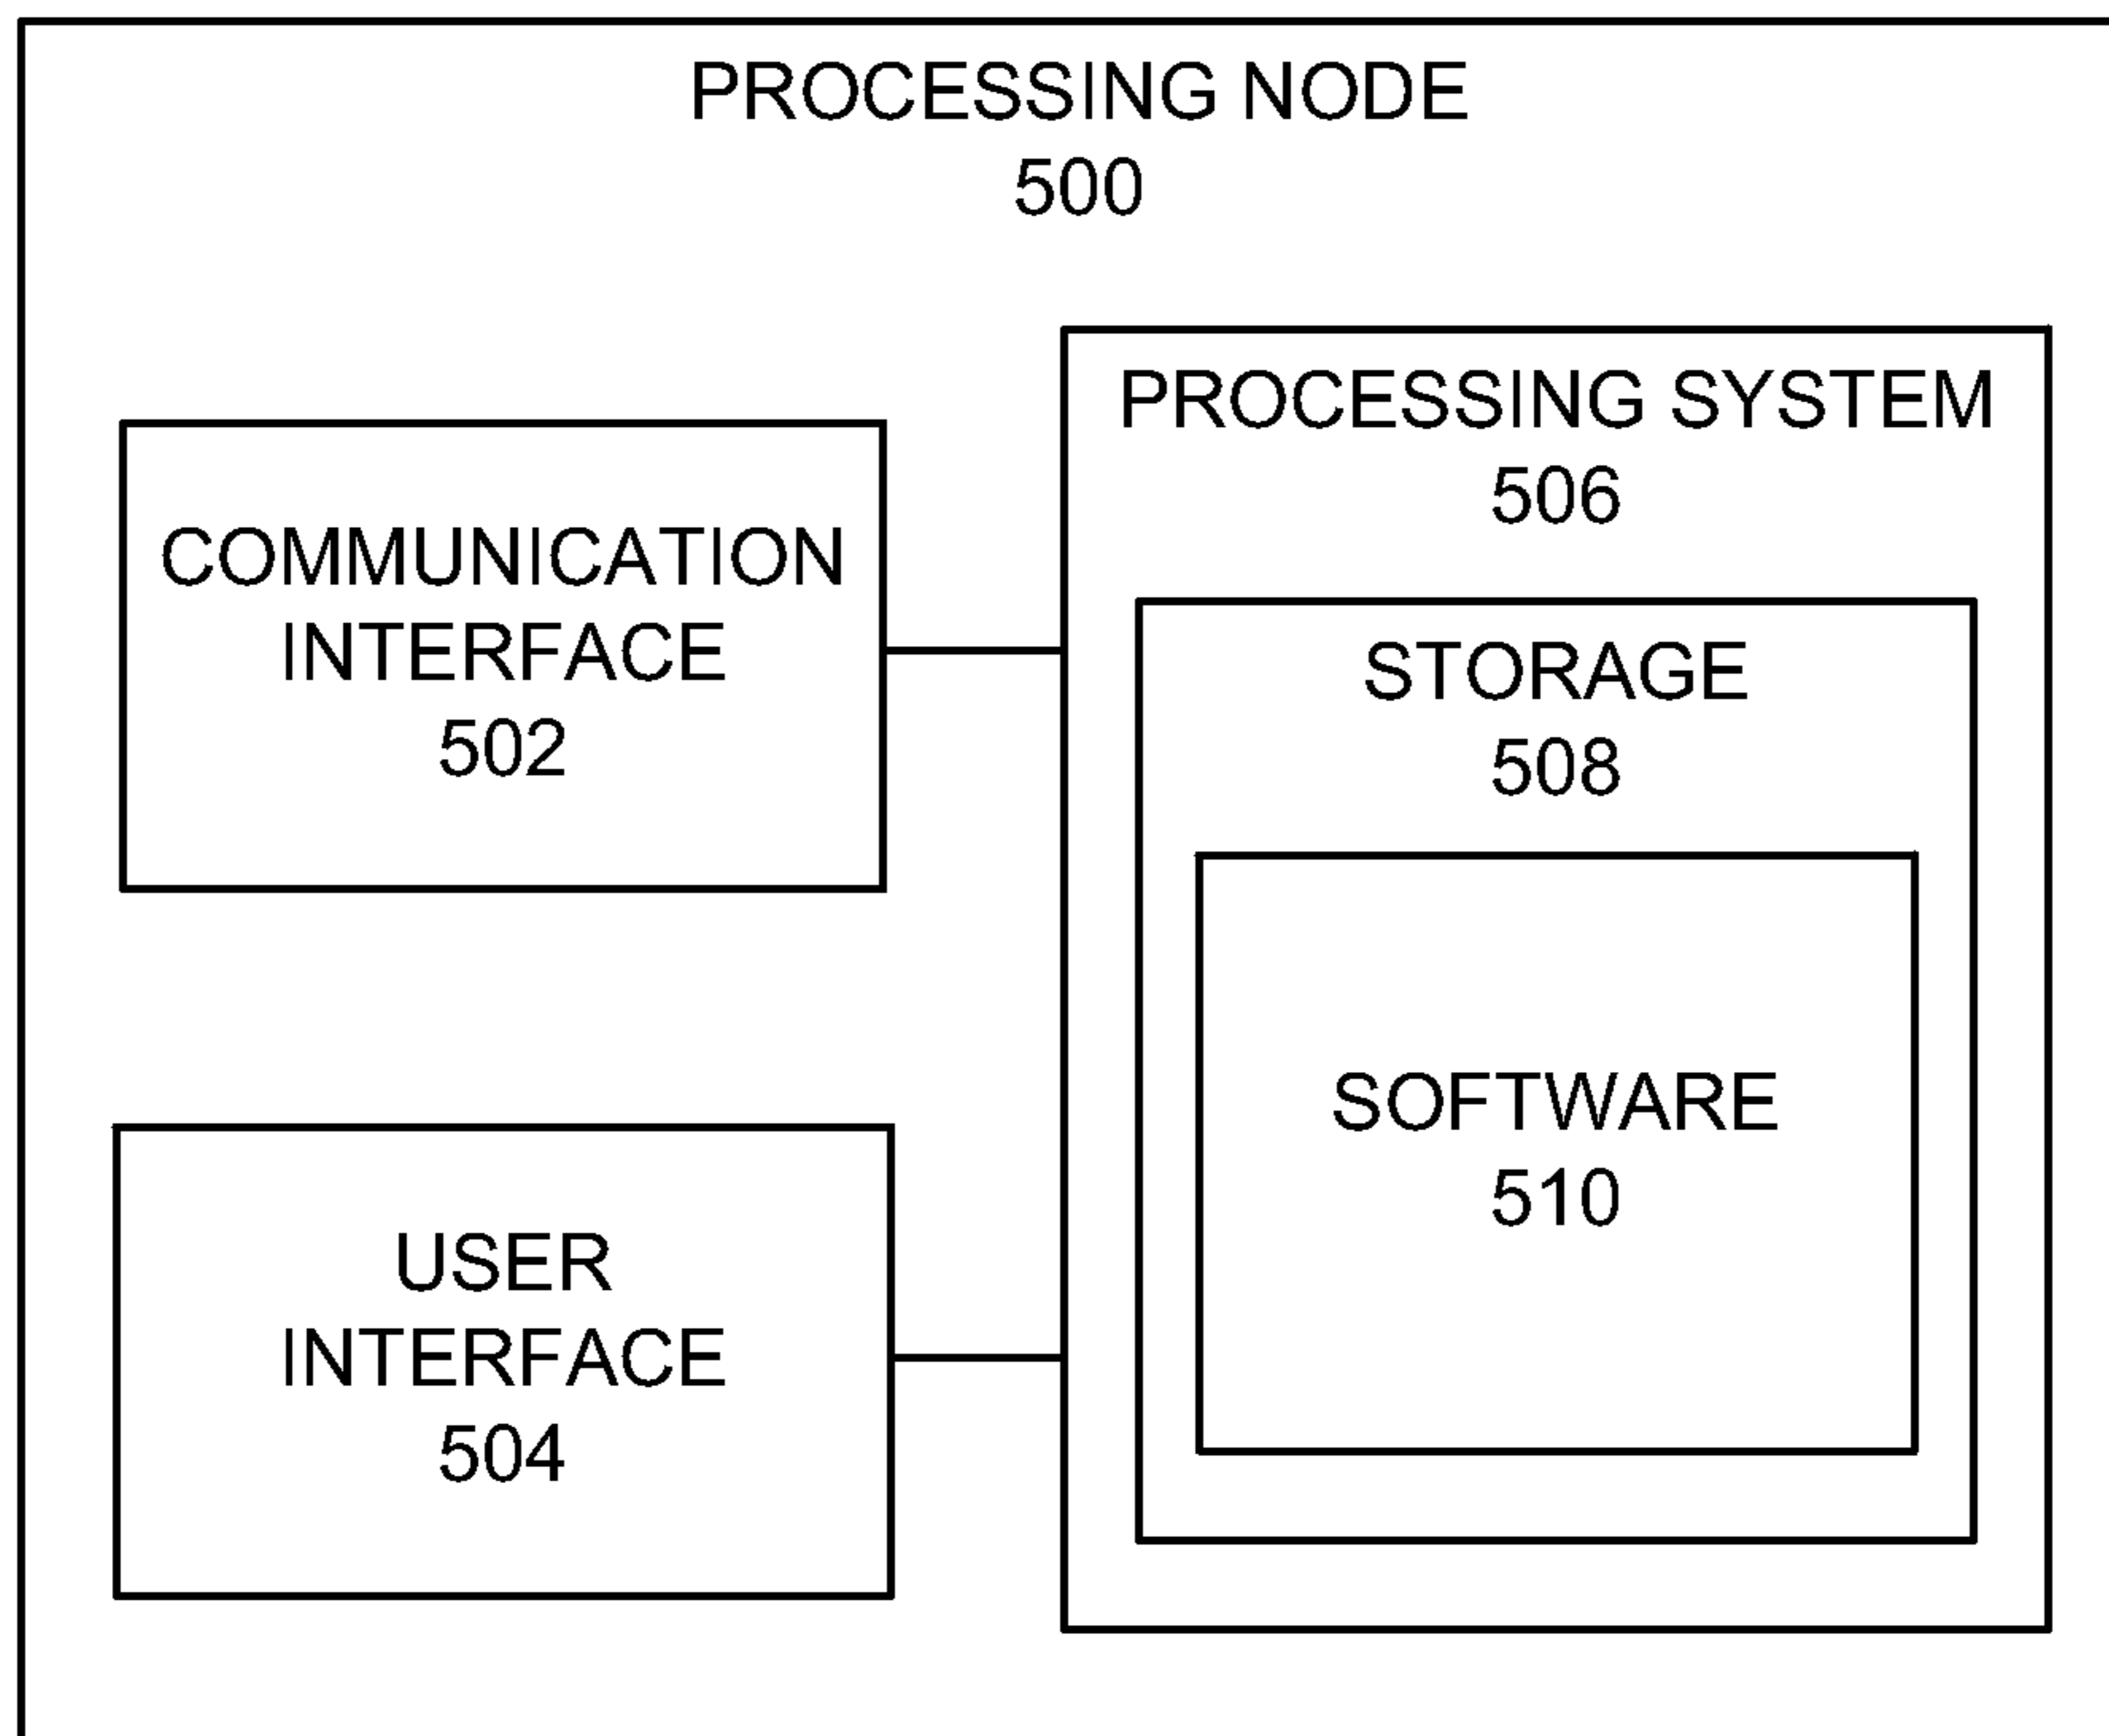 PROCESSING NODE
500
COMMUNICATION
INTERFACE
502
USER
INTERFACE
504
PROCESSING SYSTEM
506
STORAGE
508
SOFTWARE
510